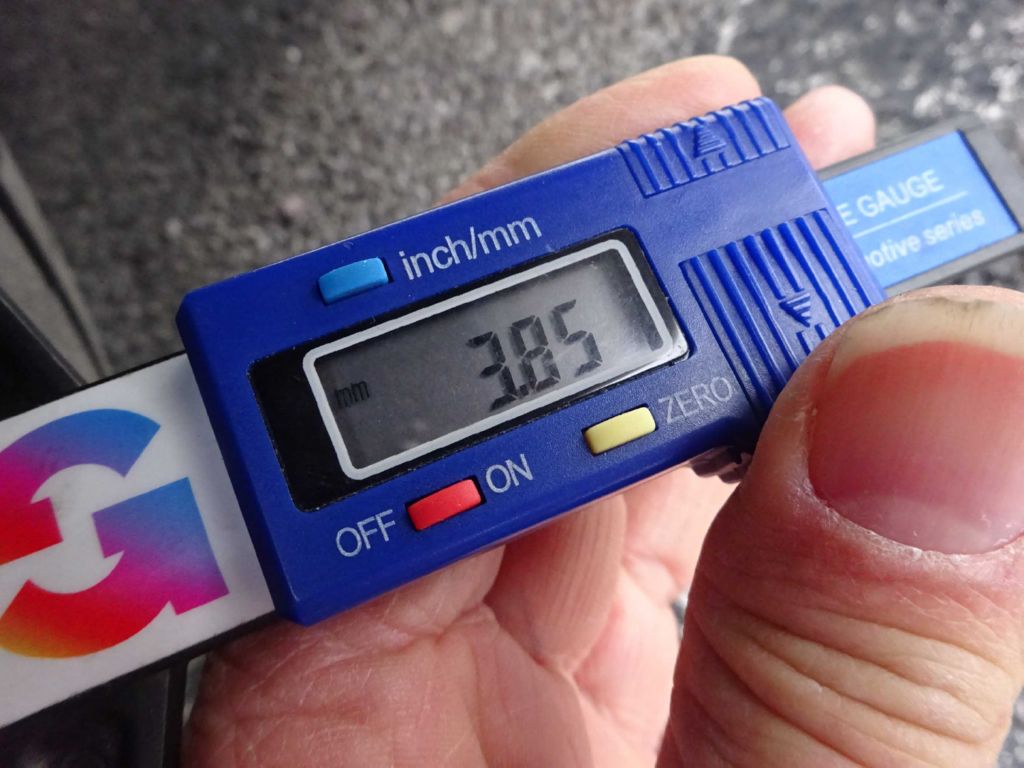 inch/mm
mm
3.85
ZERO
ON
OFF
E GAUGE
otive series
G